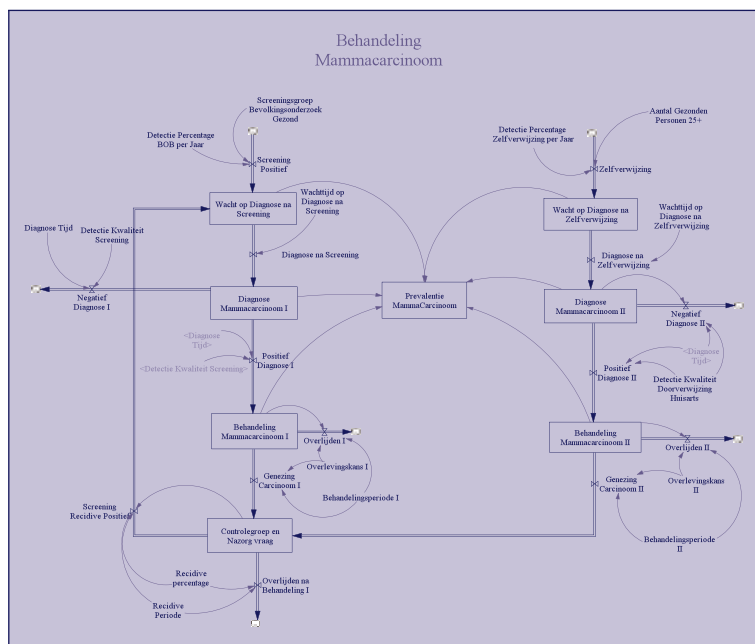 Behandeling
Mammacarcinoom
Screeningsgroep
Bevolkingsonderzoek
Gezond
Detectie Percentage
BOB per Jaar
Screening
Positief
Aantal Gezonden
Personen 25+
Detectie Percentage
Zelfverwijzing per Jaar
Zelfverwijzing
Wacht op Diagnose na
Screening
Wachttijd op
Diagnose na
Screening
Wacht op Diagnose na
Zelfverwijzing
Wachttijd op
Diagnose na
Zelfrverwijzing
Diagnose Tijd
Detectie Kwaliteit
Screening
Diagnose na Screening
Diagnose na
Zelfverwijzing
Negatief
Diagnose I
Diagnose
Mammacarcinoom I
Prevalentie
MammaCarcinoom
Diagnose
Mammacarcinoom II
Negatief
Diagnose II
<Diagnose
Tijd>
<Detectie Kwaliteit Screening>
Positief
Diagnose I
Positief
Diagnose II
<Diagnose
Tijd>
Detectie Kwaliteit
Doorverwijzing
Huisarts
Behandeling
Mammacarcinoom I
Overlijden I
Genezing
Carcinoom I
Overlevingskans I
Behandelingsperiode I
Behandeling
Mammacarcinoom II
Overlijden II
Genezing
Carcinoom II
Overlevingskans
II
Behandelingsperiode
II
Screening
Recidive Positief
Controlegroep en
Nazorg vraag
Recidive
percentage
Recidive
Periode
Overlijden na
Behandeling I